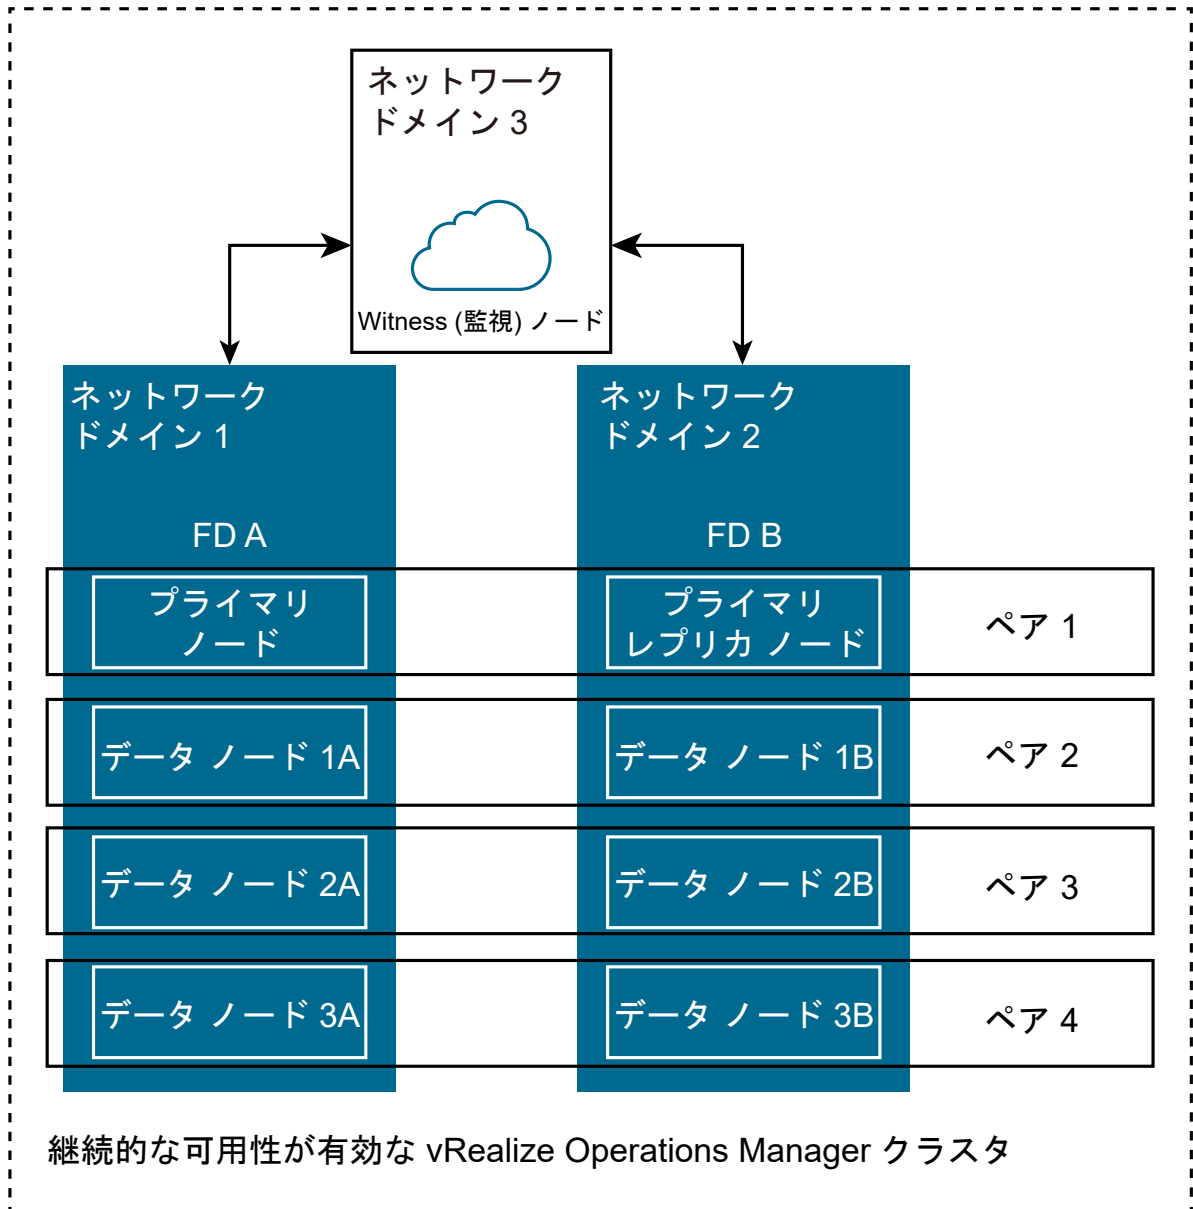 ネットワーク
ドメイン 3
Witness (監視) ノード
ネットワーク
ドメイン 1
ネットワーク
ドメイン 2
FD A
FD B
プライマリ
ノード
プライマリ
レプリカ ノード
ペア 1
データ ノード 1A
データ ノード 1B
ペア 2
データ ノード 2A
データ ノード 2B
ペア 3
データ ノード 3A
データ ノード 3B
ペア 4
継続的な可用性が有効な vRealize Operations Manager クラスタ